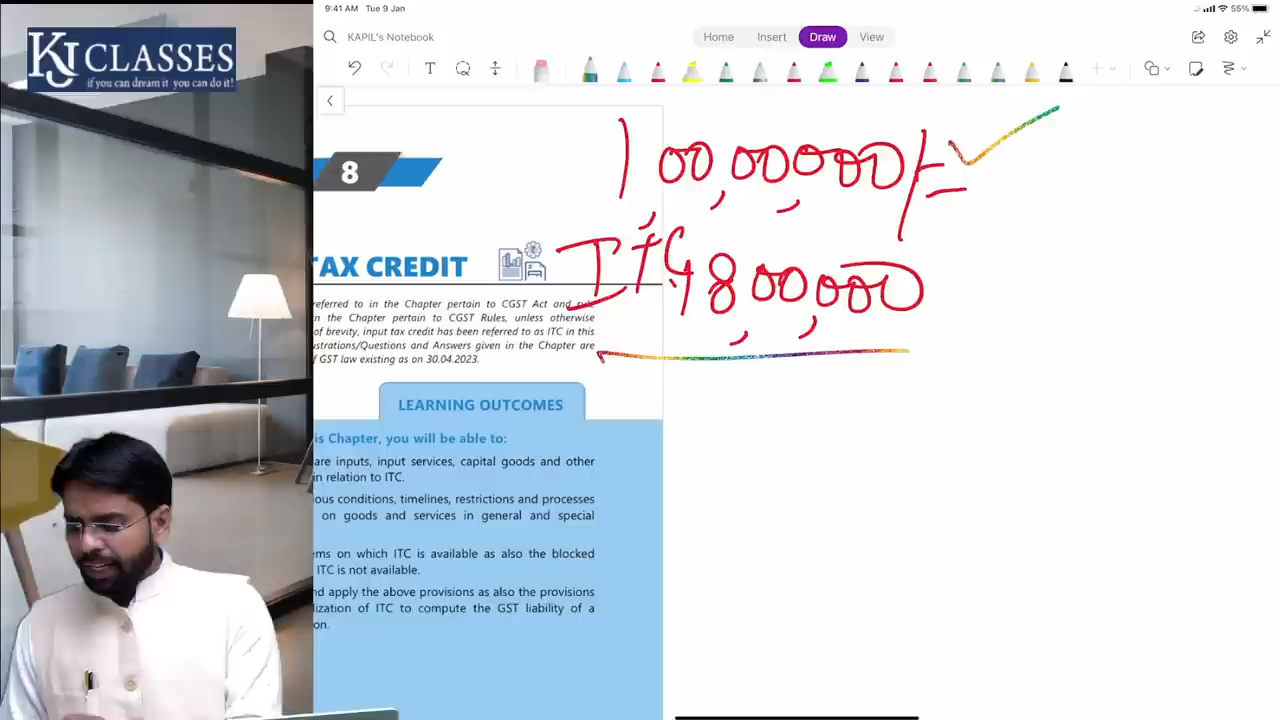 9:41 AM Tue 9 Jan
55%
KJ CLASSES
if you can dream it you can do it!
KAPIL's Notebook
Home Insert Draw View
8
TAX CREDIT
referred to in the Chapter pertain to CGST Act and rule
n the Chapter pertain to CGST Rules, unless otherwise
of brevity, input tax credit has been referred to as ITC in this
ustrations/Questions and Answers given in the Chapter are
f GST law existing as on 30.04.2023.
LEARNING OUTCOMES
is Chapter, you will be able to:
are inputs, input services, capital goods and other
in relation to ITC.
ous conditions, timelines, restrictions and processes
on goods and services in general and special
ems on which ITC is available as also the blocked
ITC is not available.
nd apply the above provisions as also the provisions
lization of ITC to compute the GST liability of a
on.
1,00,00,000/-
ITC
48,00,000